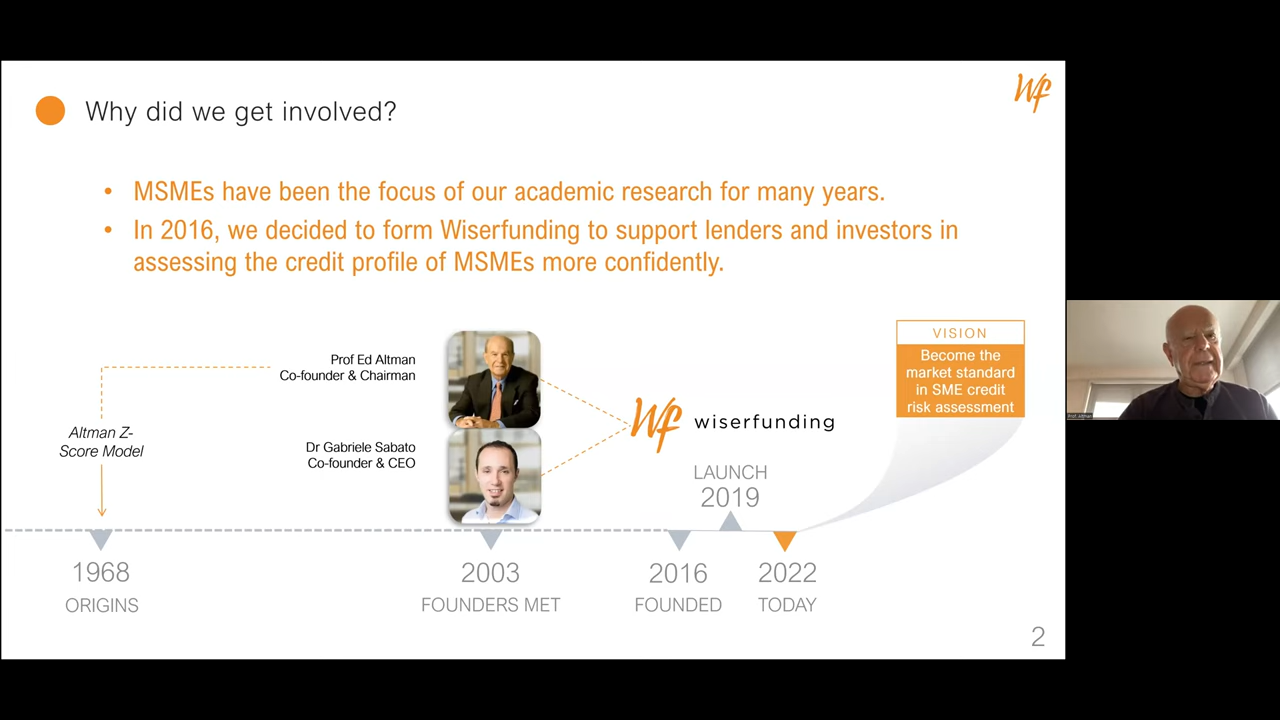 Wf
Why did we get involved?
• MSMEs have been the focus of our academic research for many years.
• In 2016, we decided to form Wiserfunding to support lenders and investors in
assessing the credit profile of MSMEs more confidently.
VISION
Become the
market standard
in SME credit
risk assessment
Prof Ed Altman
Co-founder & Chairman
Altman Z-
Score Model
Dr Gabriele Sabato
Co-founder & CEO
Wf wiserfunding
LAUNCH
2019
1968
ORIGINS
2003
FOUNDERS MET
2016
FOUNDED
2022
TODAY
2
Prof. Altman